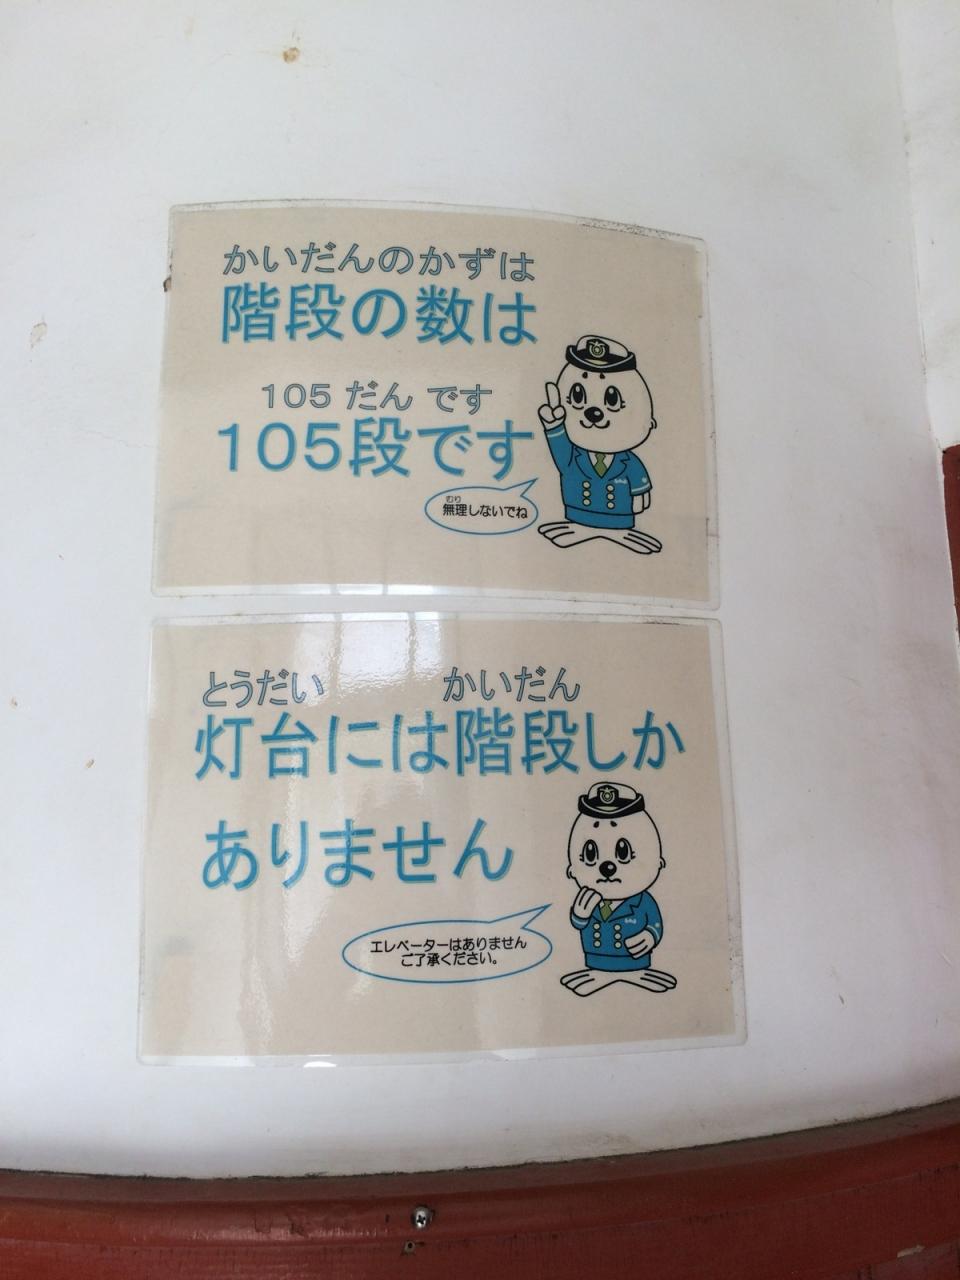 かいだんのかずは
階段の数は
105 だん です
105段です
むり
無理しないでね
とうだい かいだん
灯台には階段しか
ありません
エレベーターはありません
ご了承ください。